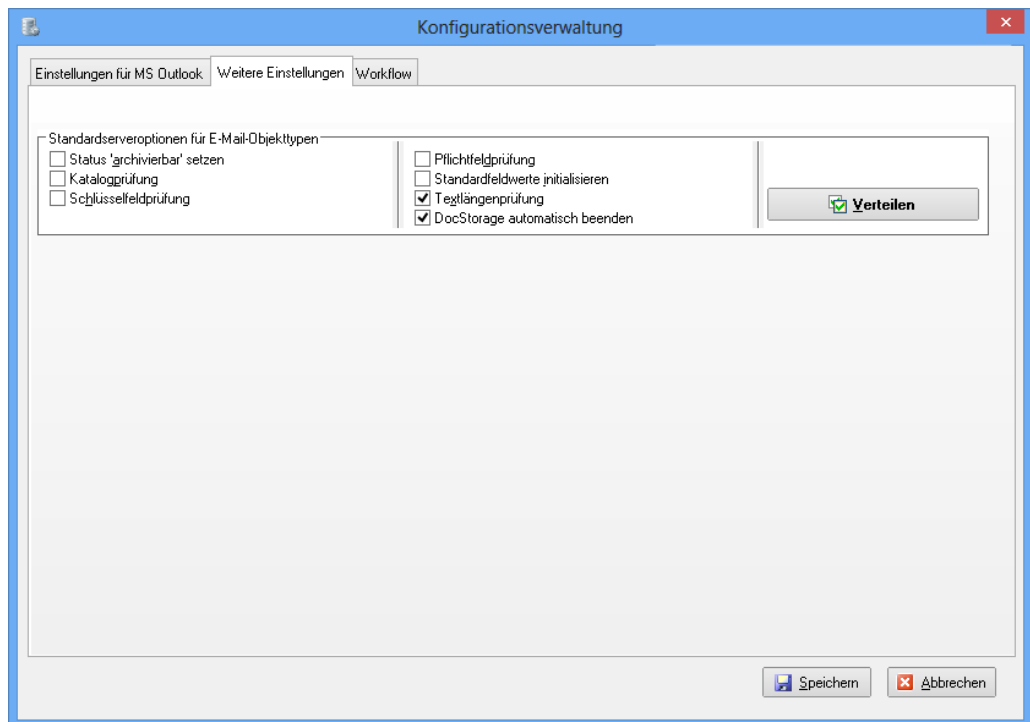 Konfigurationsverwaltung
Einstellungen für MS Outlook
Weitere Einstellungen
Workflow
Standardserveroptionen für E-Mail-Objekttypen
Status 'archivierbar' setzen
Katalogprüfung
Schlüsselfeldprüfung
Pflichtfeldprüfung
Standardfeldwerte initialisieren
Textlängenprüfung
DocStorage automatisch beenden
Verteilen
Speichern
Abbrechen